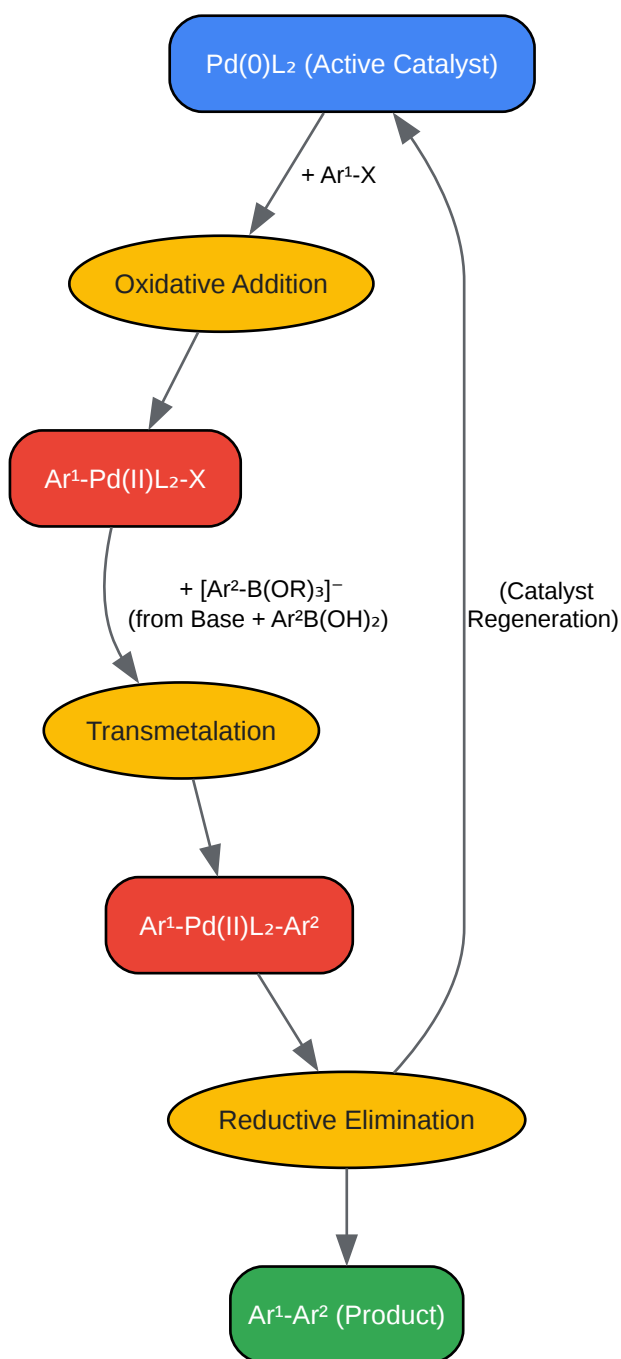 Pd(0)L₂ (Active Catalyst)
+ Ar¹-X
Oxidative Addition
Ar¹-Pd(II)L₂-X
+ [Ar²-B(OR)₃]⁻
(from Base + Ar²B(OH)₂)
(Catalyst
Regeneration)
Transmetalation
Ar¹-Pd(II)L₂-Ar²
Reductive Elimination
Ar¹-Ar² (Product)